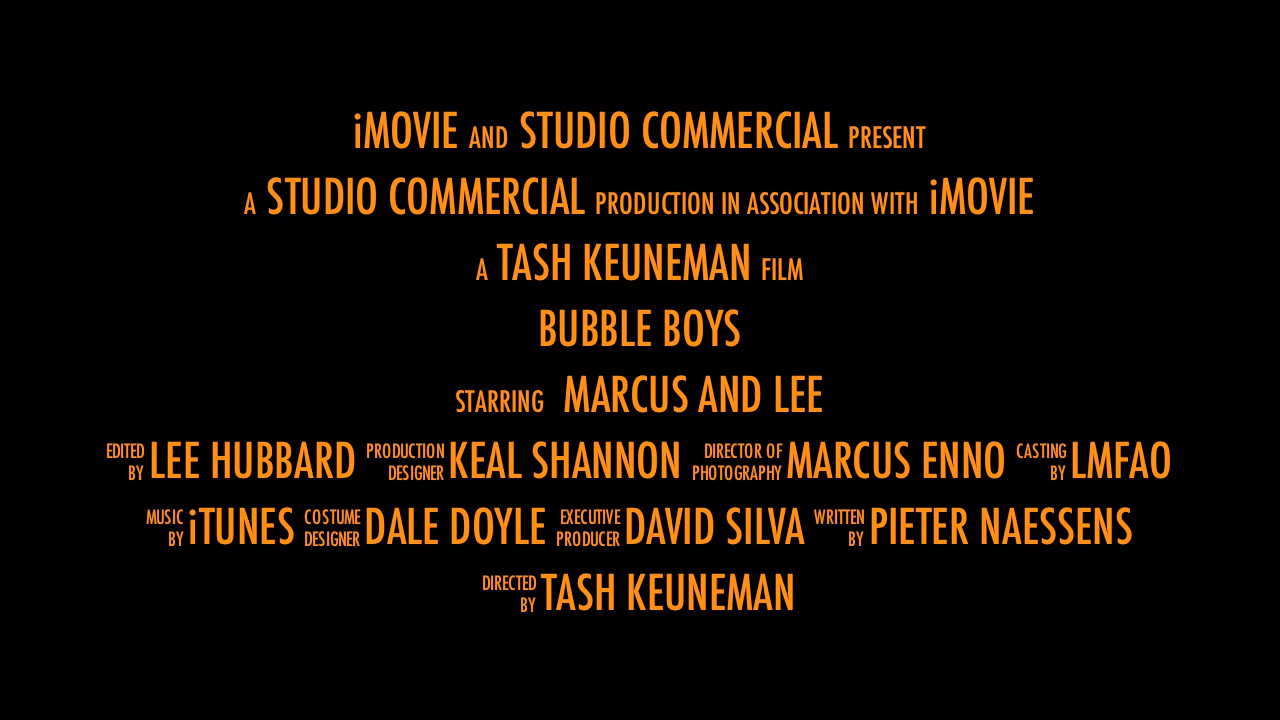 iMOVIE AND STUDIO COMMERCIAL PRESENT
A STUDIO COMMERCIAL PRODUCTION IN ASSOCIATION WITH iMOVIE
A TASH KEUNEMAN FILM
BUBBLE BOYS
STARRING MARCUS AND LEE
EDITED BY LEE HUBBARD PRODUCTION DESIGNER KEAL SHANNON DIRECTOR OF PHOTOGRAPHY MARCUS ENNO CASTING BY LMFAO
MUSIC BY iTUNES COSTUME DESIGNER DALE DOYLE EXECUTIVE PRODUCER DAVID SILVA WRITTEN BY PIETER NAESSENS
DIRECTED BY TASH KEUNEMAN